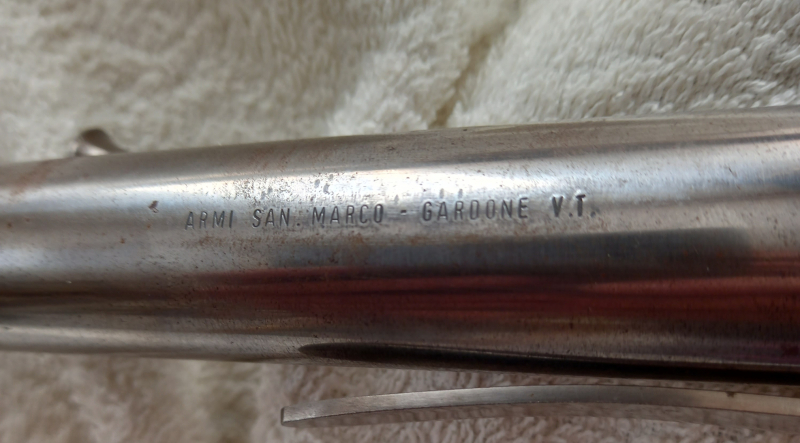 ARMI SAN. MARCO - GARDONE V.T.